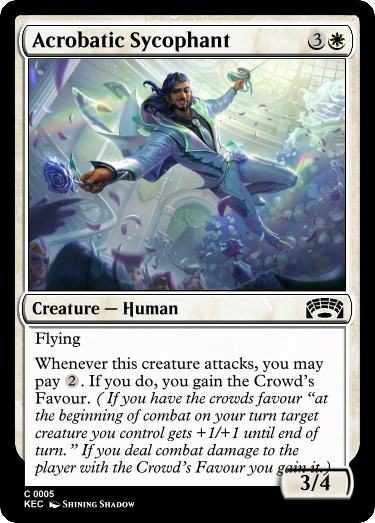 Acrobatic Sycophant 3
Creature — Human
Flying
Whenever this creature attacks, you may
pay 2. If you do, you gain the Crowd's
Favour. ( If you have the crowds favour “at
the beginning of combat on your turn target
creature you control gets +1/+1 until end of
turn.” If you deal combat damage to the
player with the Crowd's Favour you gain it.)
3/4
C 0005
KEC Shining Shadow